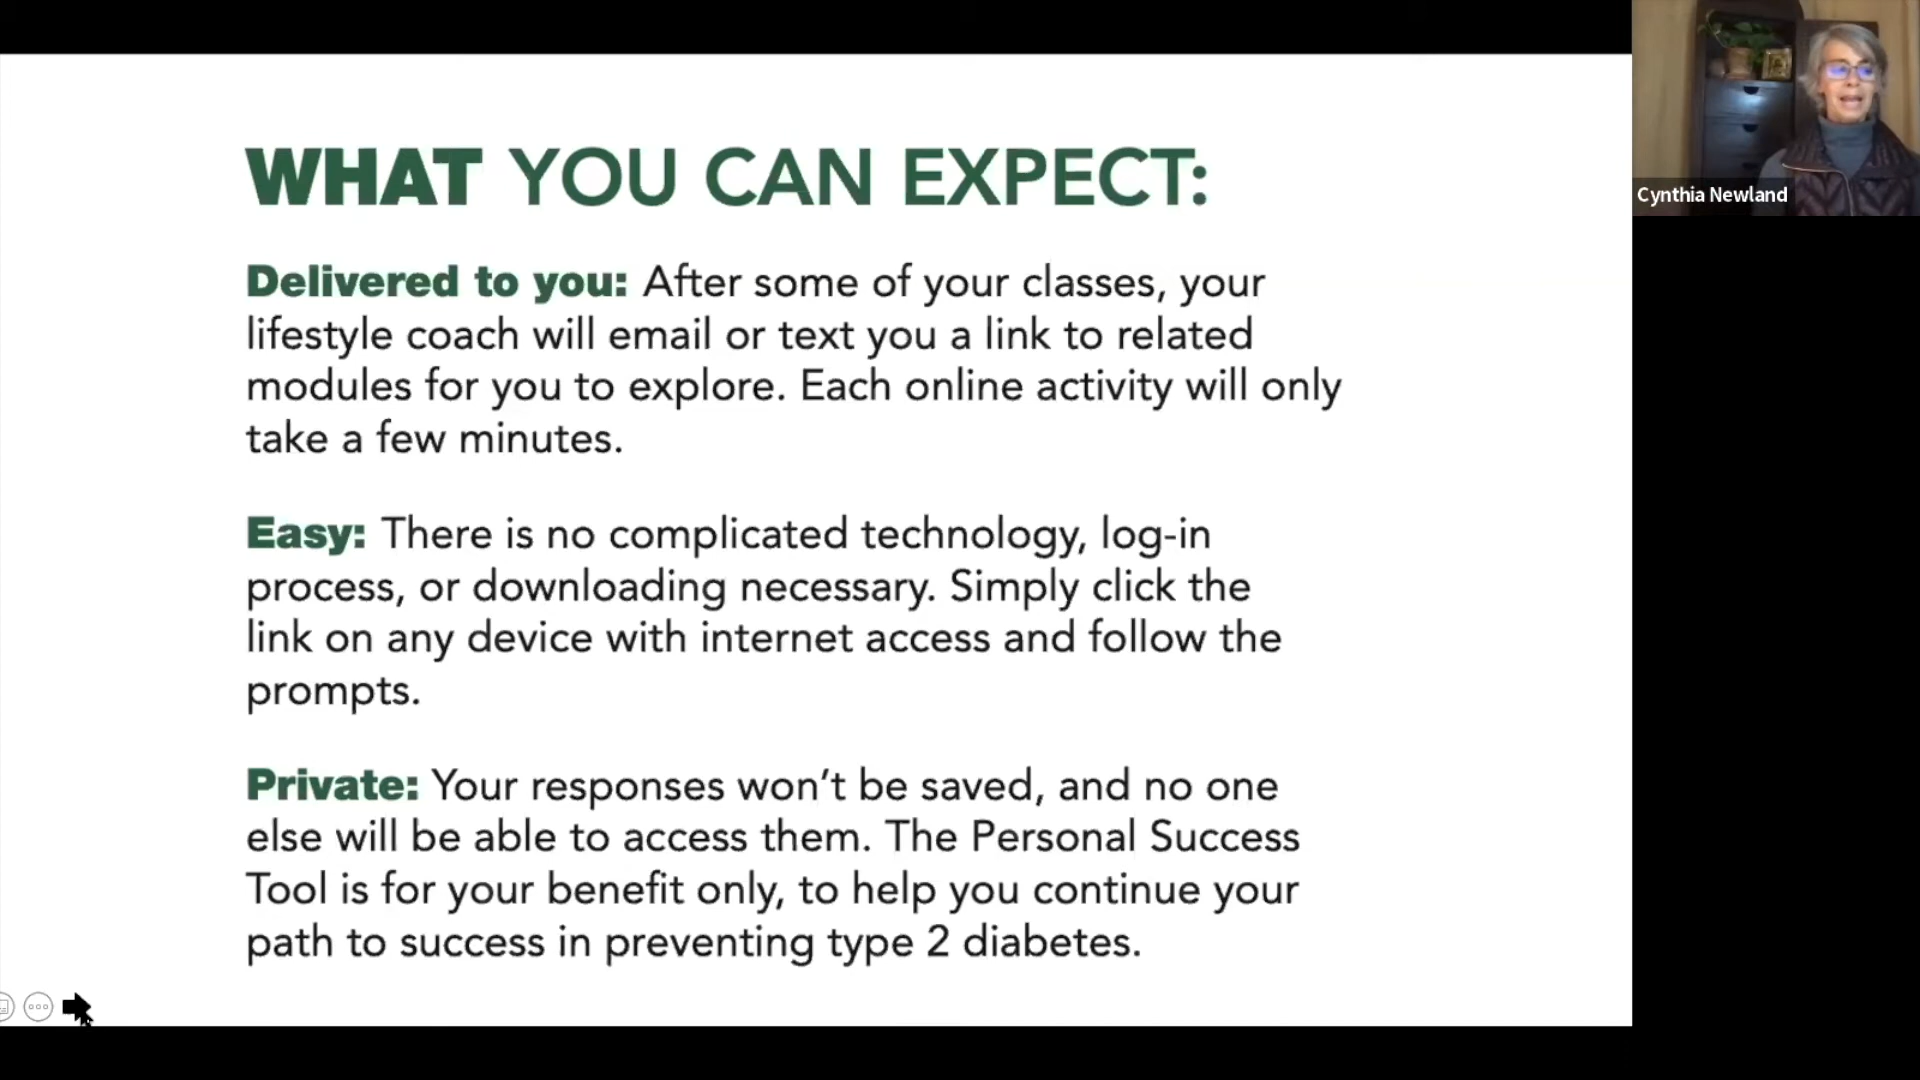 WHAT YOU CAN EXPECT:
Delivered to you: After some of your classes, your
lifestyle coach will email or text you a link to related
modules for you to explore. Each online activity will only
take a few minutes.
Easy: There is no complicated technology, log-in
process, or downloading necessary. Simply click the
link on any device with internet access and follow the
prompts.
Private: Your responses won’t be saved, and no one
else will be able to access them. The Personal Success
Tool is for your benefit only, to help you continue your
path to success in preventing type 2 diabetes.
Cynthia Newland